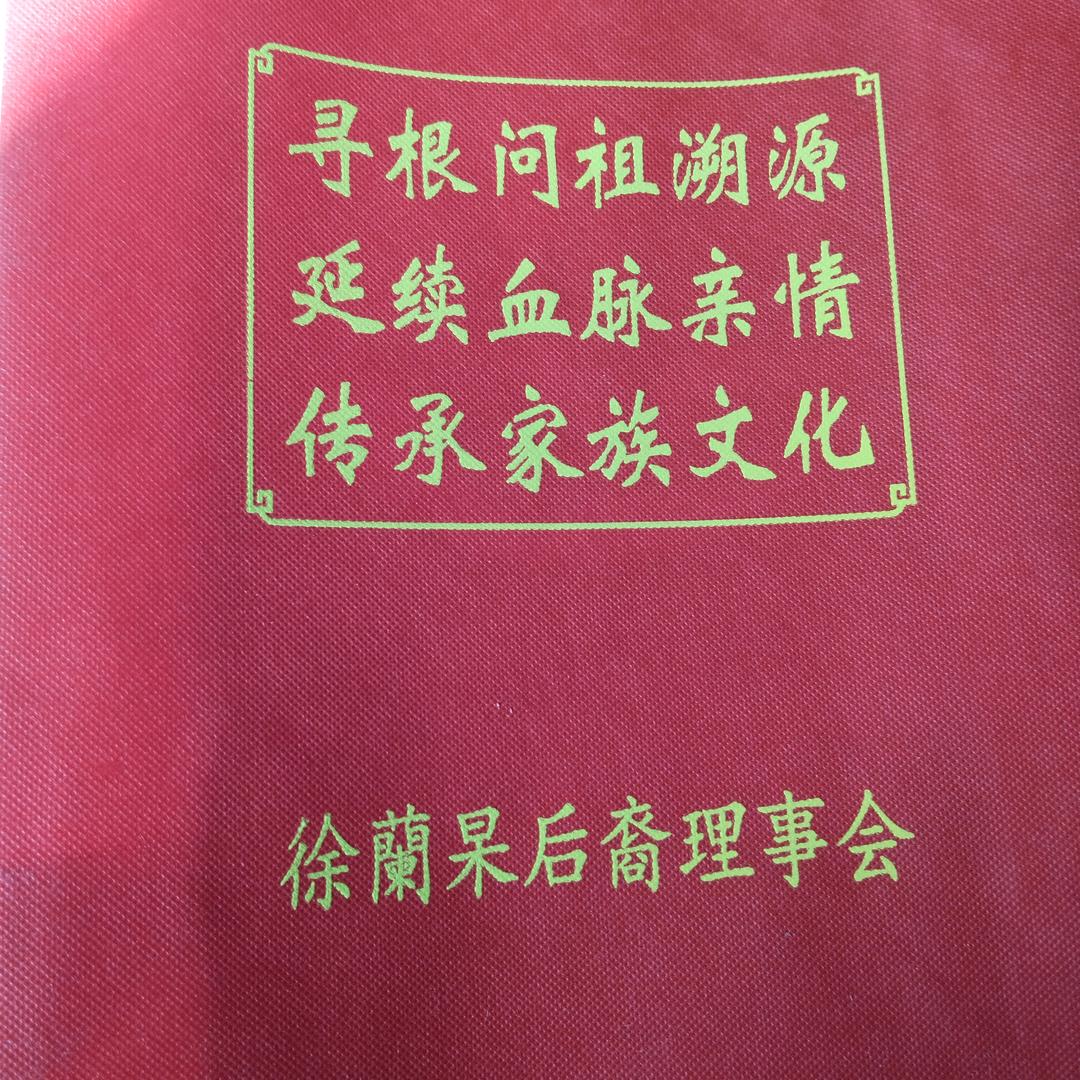 寻根问祖溯源
延续血脉亲情
传承家族文化
徐蘭杲后裔理事会